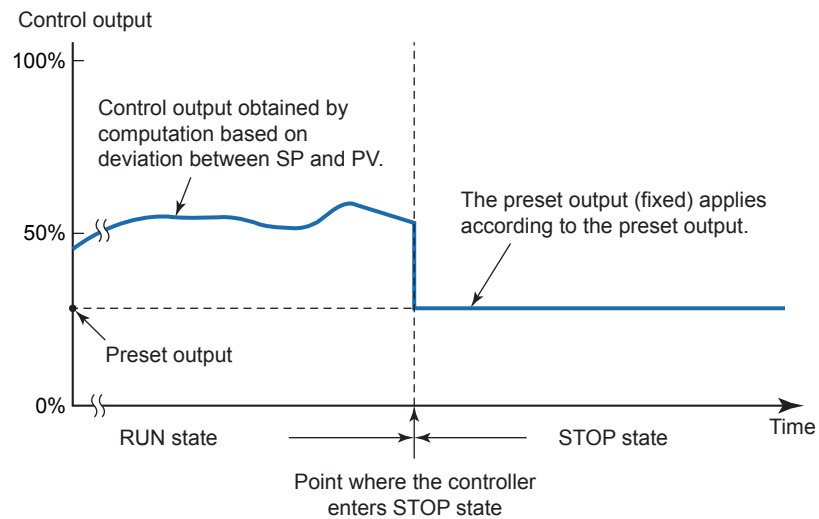 Control output
100%
Control output obtained by
computation based on
deviation between SP and PV.
The preset output (fixed) applies
according to the preset output.
50%
Preset output
0%
Time
RUN state
STOP state
Point where the controller
enters STOP state